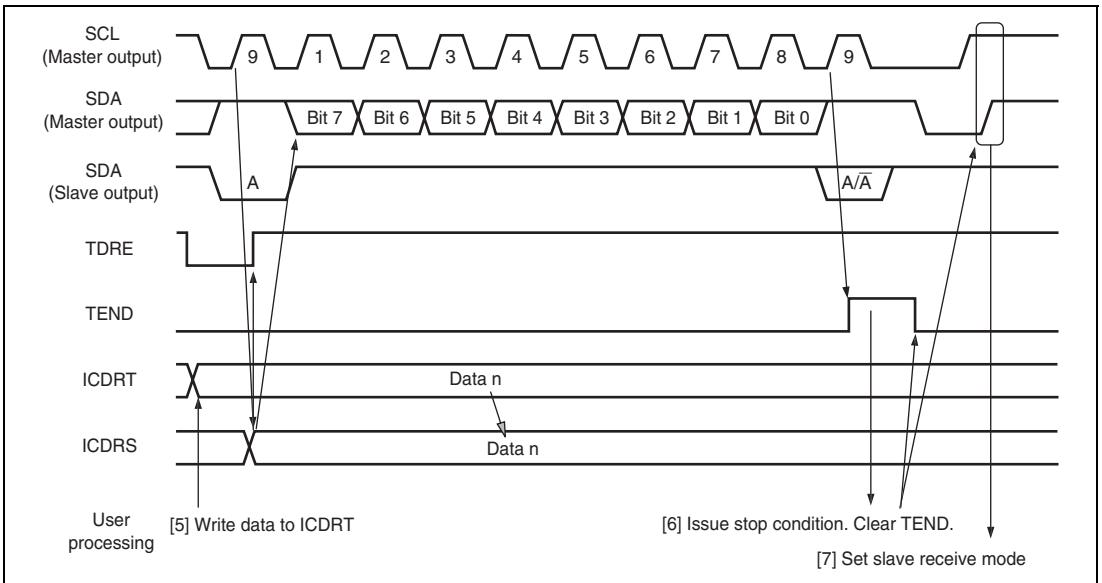 SCL
(Master output)
9 1 2 3 4 5 6 7 8 9
SDA
(Master output)
Bit 7 Bit 6 Bit 5 Bit 4 Bit 3 Bit 2 Bit 1 Bit 0
SDA
(Slave output)
A A/A̅
TDRE
TEND
ICDRT
Data n
ICDRS
Data n
User
processing
[5] Write data to ICDRT
[6] Issue stop condition. Clear TEND.
[7] Set slave receive mode